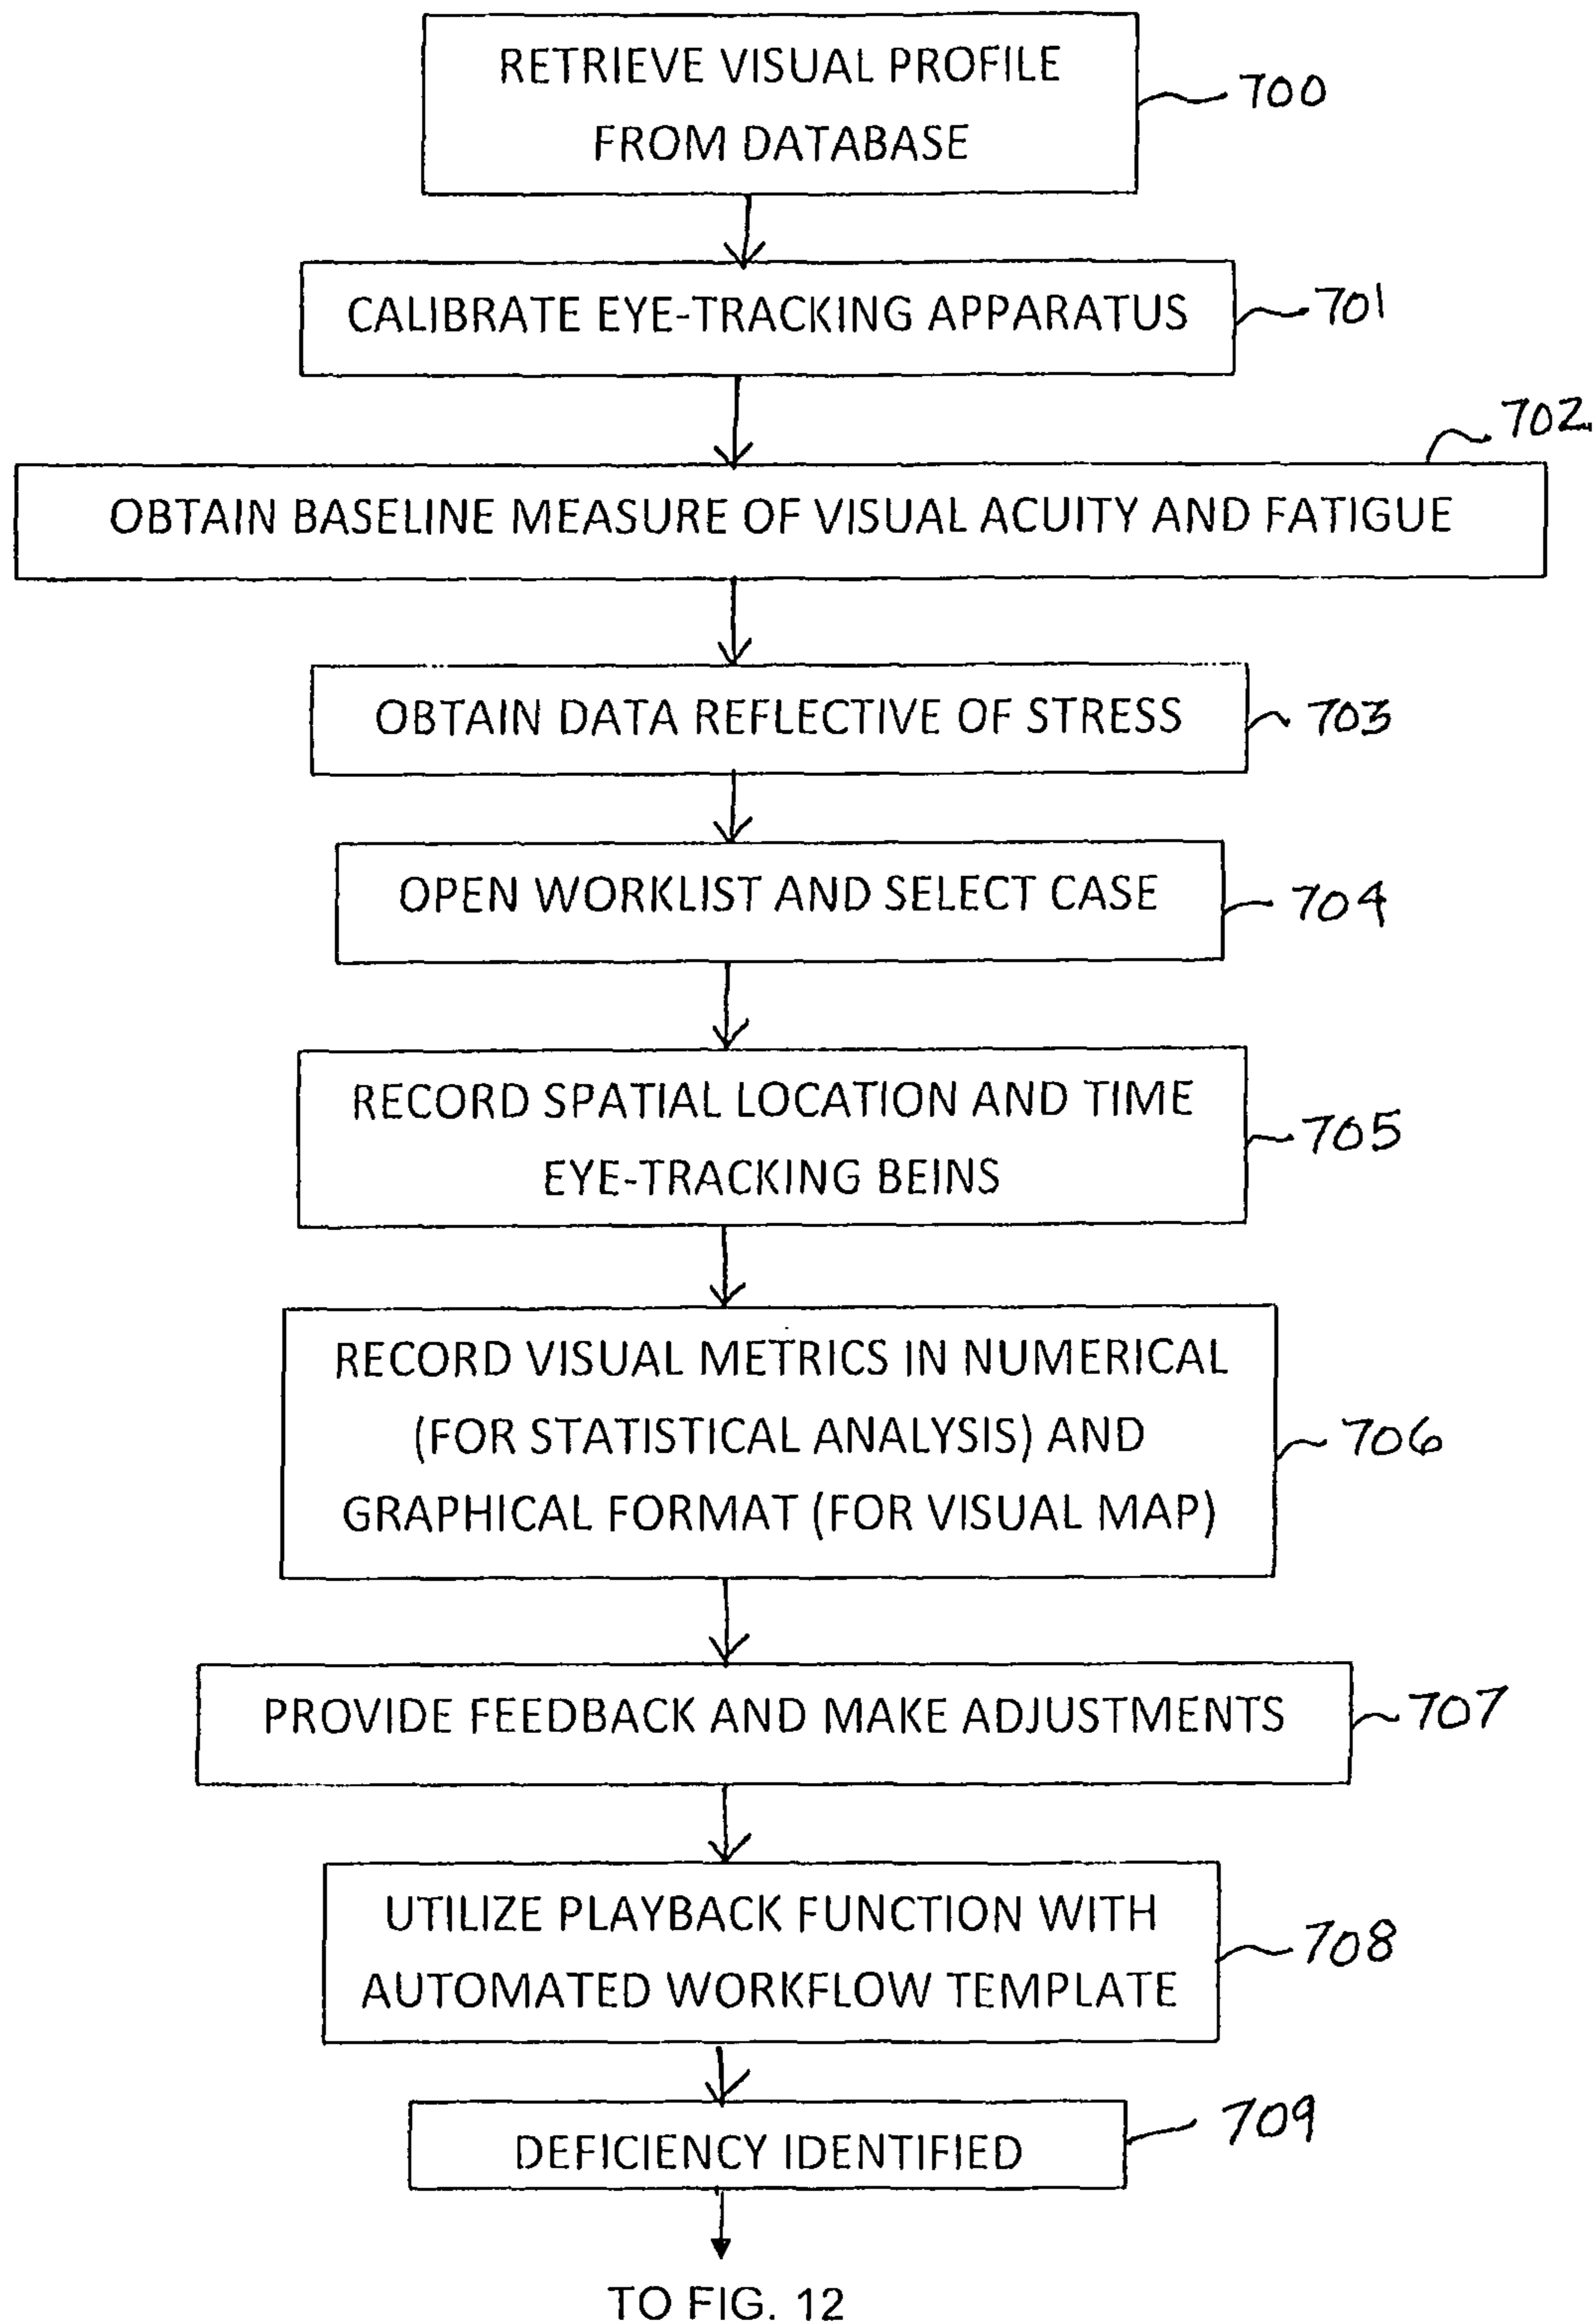 RETRIEVE VISUAL PROFILE
FROM DATABASE
700
CALIBRATE EYE-TRACKING APPARATUS
701
702
OBTAIN BASELINE MEASURE OF VISUAL ACUITY AND FATIGUE
OBTAIN DATA REFLECTIVE OF STRESS
703
OPEN WORKLIST AND SELECT CASE
704
RECORD SPATIAL LOCATION AND TIME
EYE-TRACKING BEINS
705
RECORD VISUAL METRICS IN NUMERICAL
(FOR STATISTICAL ANALYSIS) AND
GRAPHICAL FORMAT (FOR VISUAL MAP)
706
PROVIDE FEEDBACK AND MAKE ADJUSTMENTS
707
UTILIZE PLAYBACK FUNCTION WITH
AUTOMATED WORKFLOW TEMPLATE
708
DEFICIENCY IDENTIFIED
709
TO FIG. 12